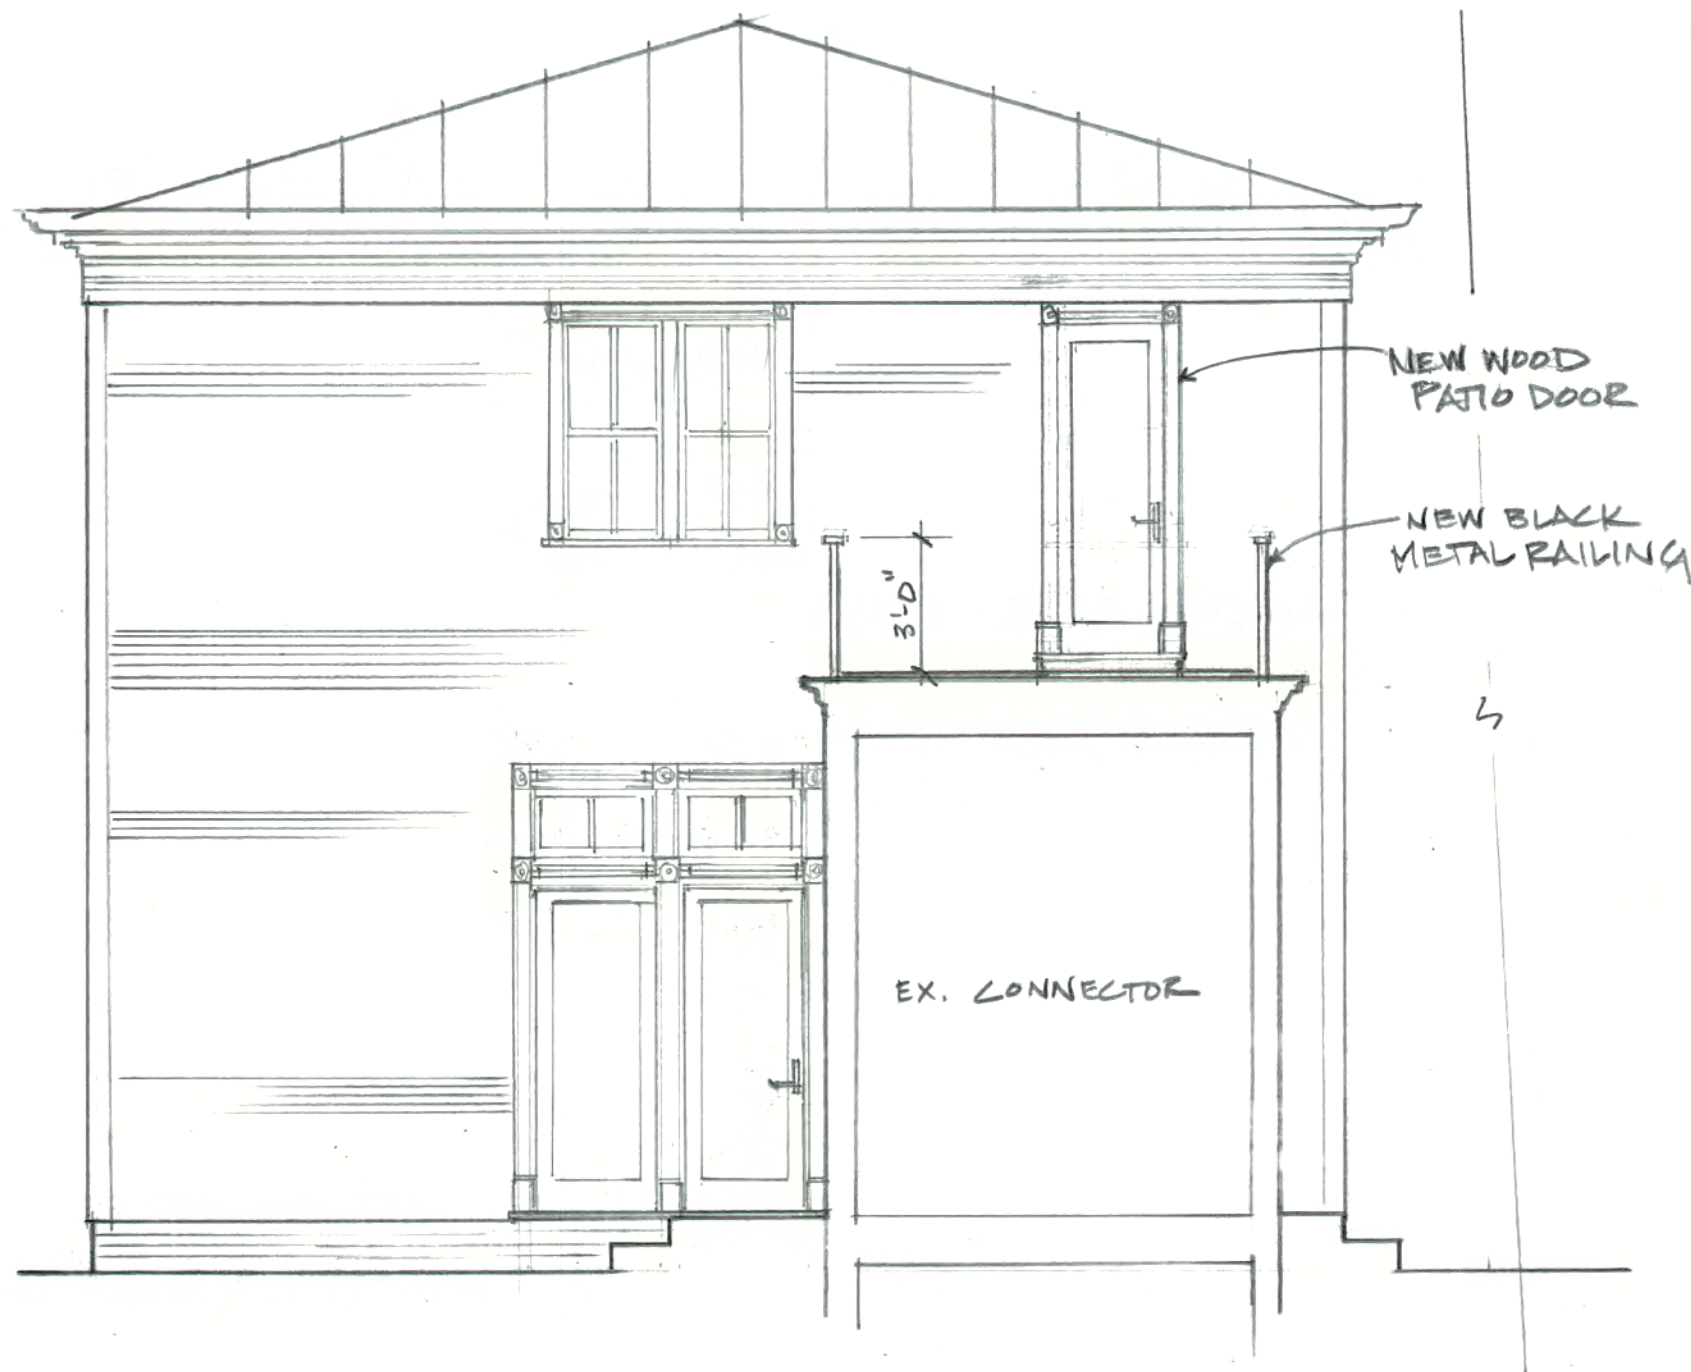 NEW WOOD
PATIO DOOR
NEW BLACK
METAL RAILING
3'-0"
EX. CONNECTOR